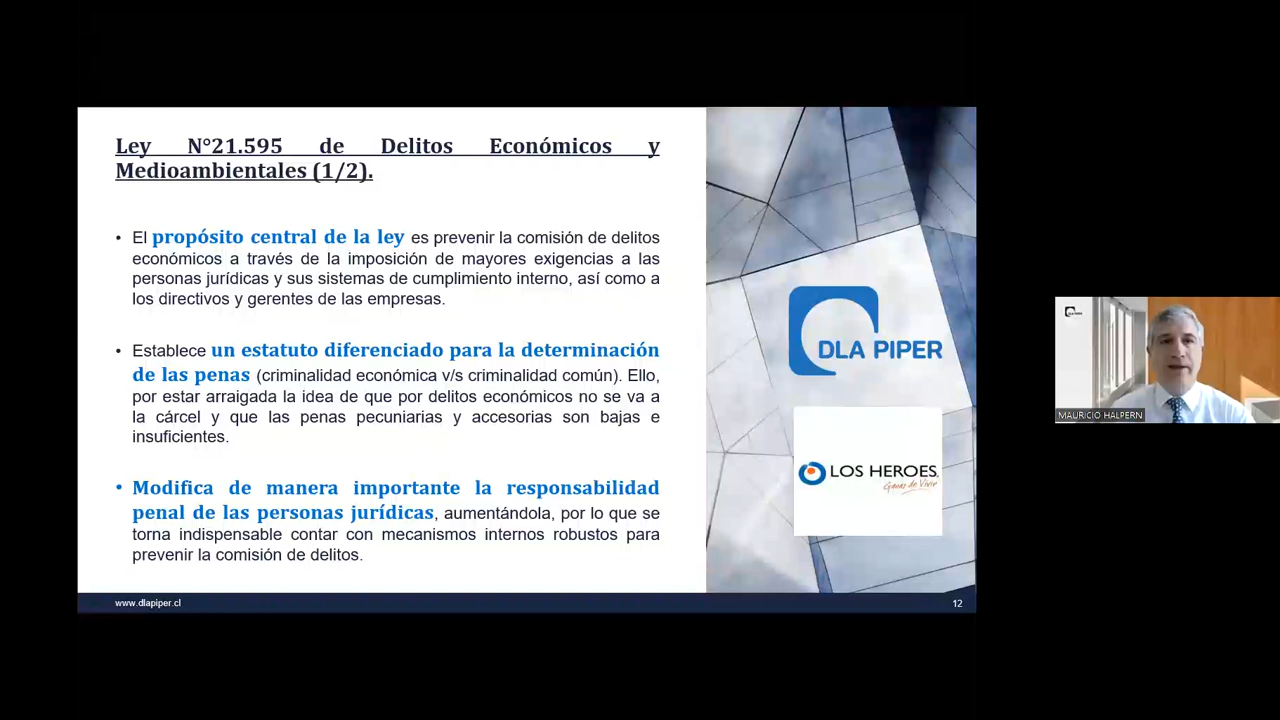 Ley N°21.595 de Delitos Económicos y
Medioambientales (1/2).
• El propósito central de la ley es prevenir la comisión de delitos
económicos a través de la imposición de mayores exigencias a las
personas jurídicas y sus sistemas de cumplimiento interno, así como a
los directivos y gerentes de las empresas.
• Establece un estatuto diferenciado para la determinación
de las penas (criminalidad económica v/s criminalidad común). Ello,
por estar arraigada la idea de que por delitos económicos no se va a
la cárcel y que las penas pecuniarias y accesorias son bajas e
insuficientes.
• Modifica de manera importante la responsabilidad
penal de las personas jurídicas, aumentándola, por lo que se
torna indispensable contar con mecanismos internos robustos para
prevenir la comisión de delitos.
DLA PIPER
LOS HEROES
Ganas de Vivir
www.dlapiper.cl
12
DLA PIPER
MAURICIO HALPERN